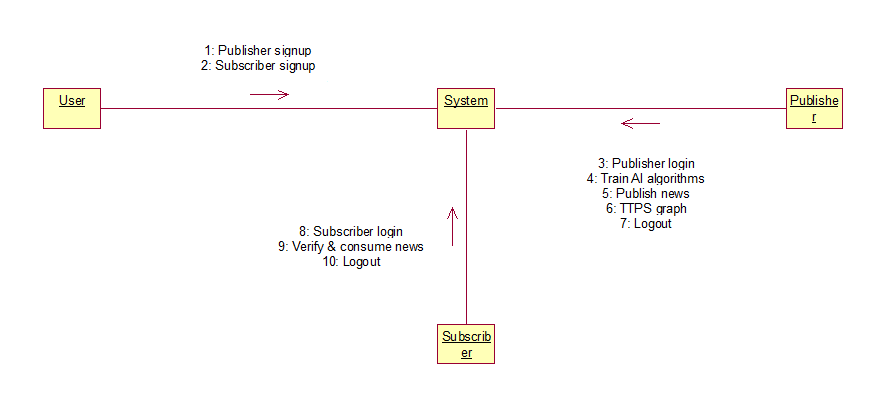 1: Publisher signup
2: Subscriber signup
User
System
Publishe
r
3: Publisher login
4: Train AI algorithms
5: Publish news
6: TTPS graph
7: Logout
8: Subscriber login
9: Verify & consume news
10: Logout
Subscrib
er